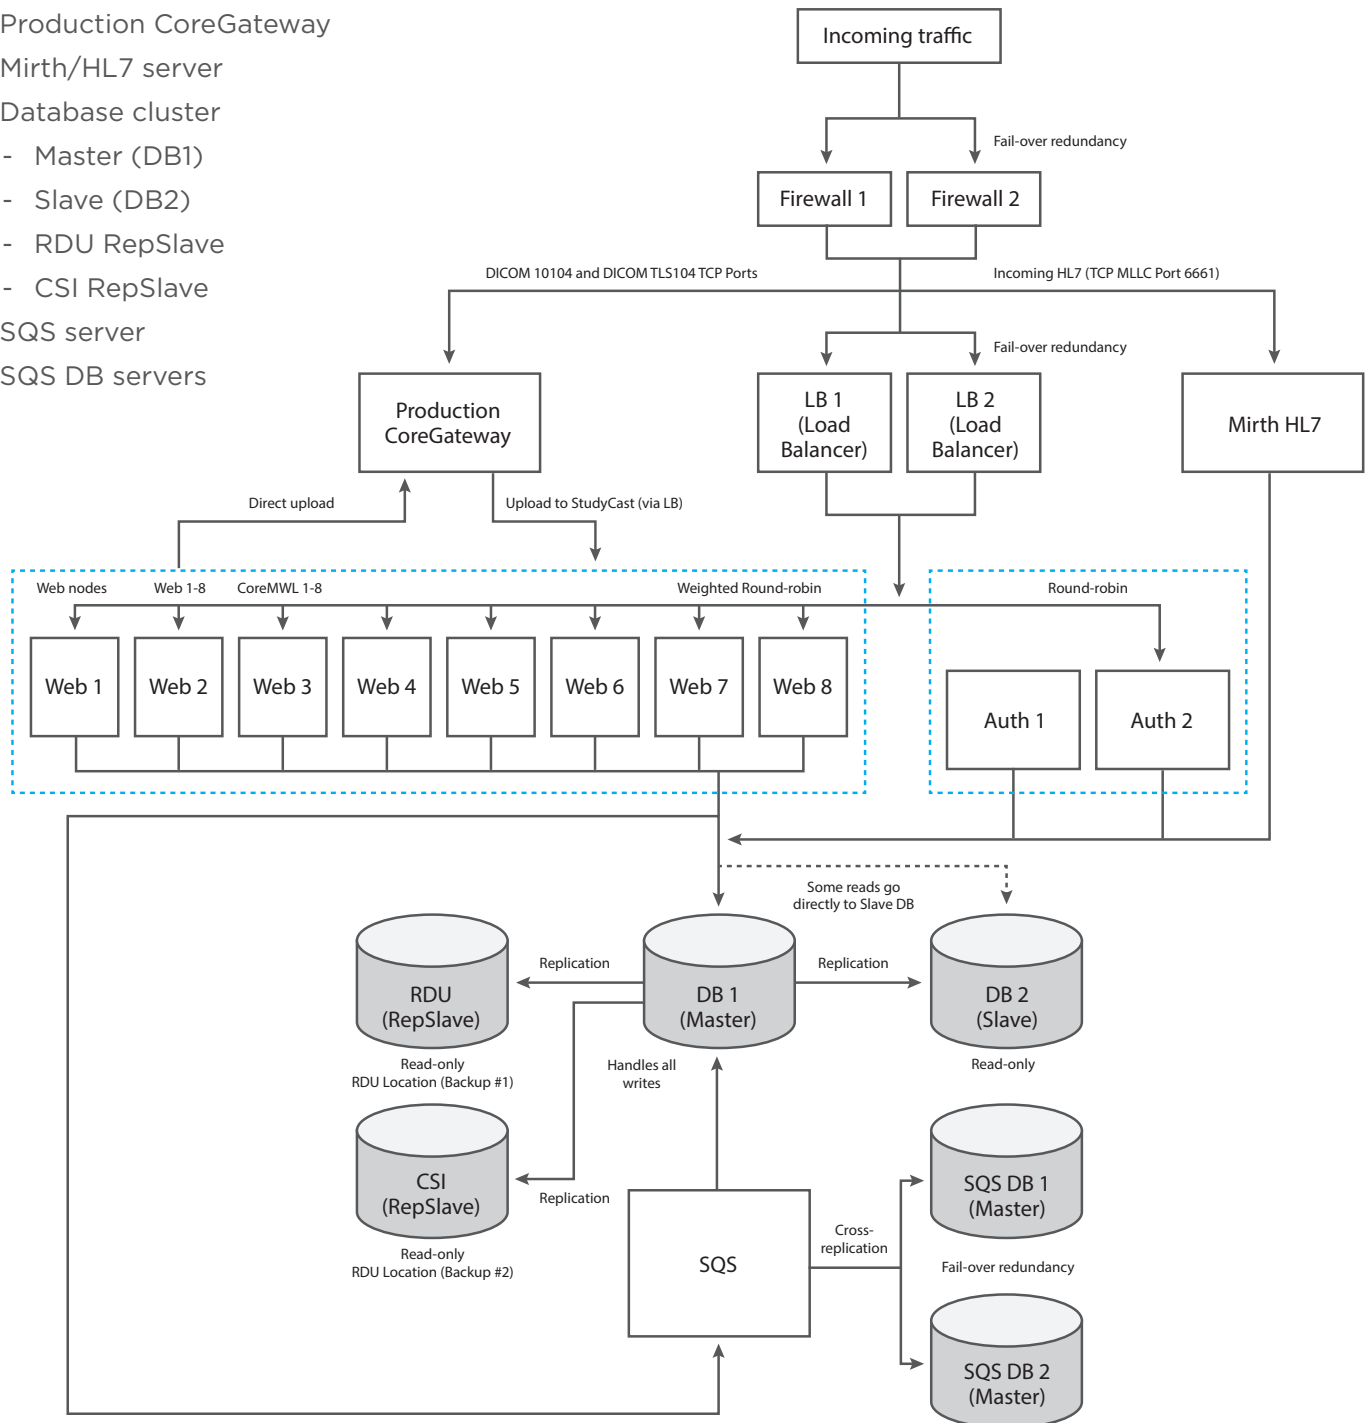 Production CoreGateway
Mirth/HL7 server
Database cluster
- Master (DB1)
- Slave (DB2)
- RDU RepSlave
- CSI RepSlave
SQS server
SQS DB servers
Incoming traffic
Fail-over redundancy
Firewall 1
Firewall 2
DICOM 10104 and DICOM TLS104 TCP Ports
Incoming HL7 (TCP MLLC Port 6661)
Fail-over redundancy
Production
CoreGateway
LB 1
(Load
Balancer)
LB 2
(Load
Balancer)
Mirth HL7
Direct upload
Upload to StudyCast (via LB)
Web nodes
Web 1-8
CoreMWL 1-8
Weighted Round-robin
Round-robin
Web 1
Web 2
Web 3
Web 4
Web 5
Web 6
Web 7
Web 8
Auth 1
Auth 2
Some reads go
directly to Slave DB
Replication
Replication
RDU
(RepSlave)
DB 1
(Master)
DB 2
(Slave)
Read-only
RDU Location (Backup #1)
Handles all
writes
Read-only
CSI
(RepSlave)
Replication
Read-only
RDU Location (Backup #2)
SQS
Cross-
replication
SQS DB 1
(Master)
Fail-over redundancy
SQS DB 2
(Master)